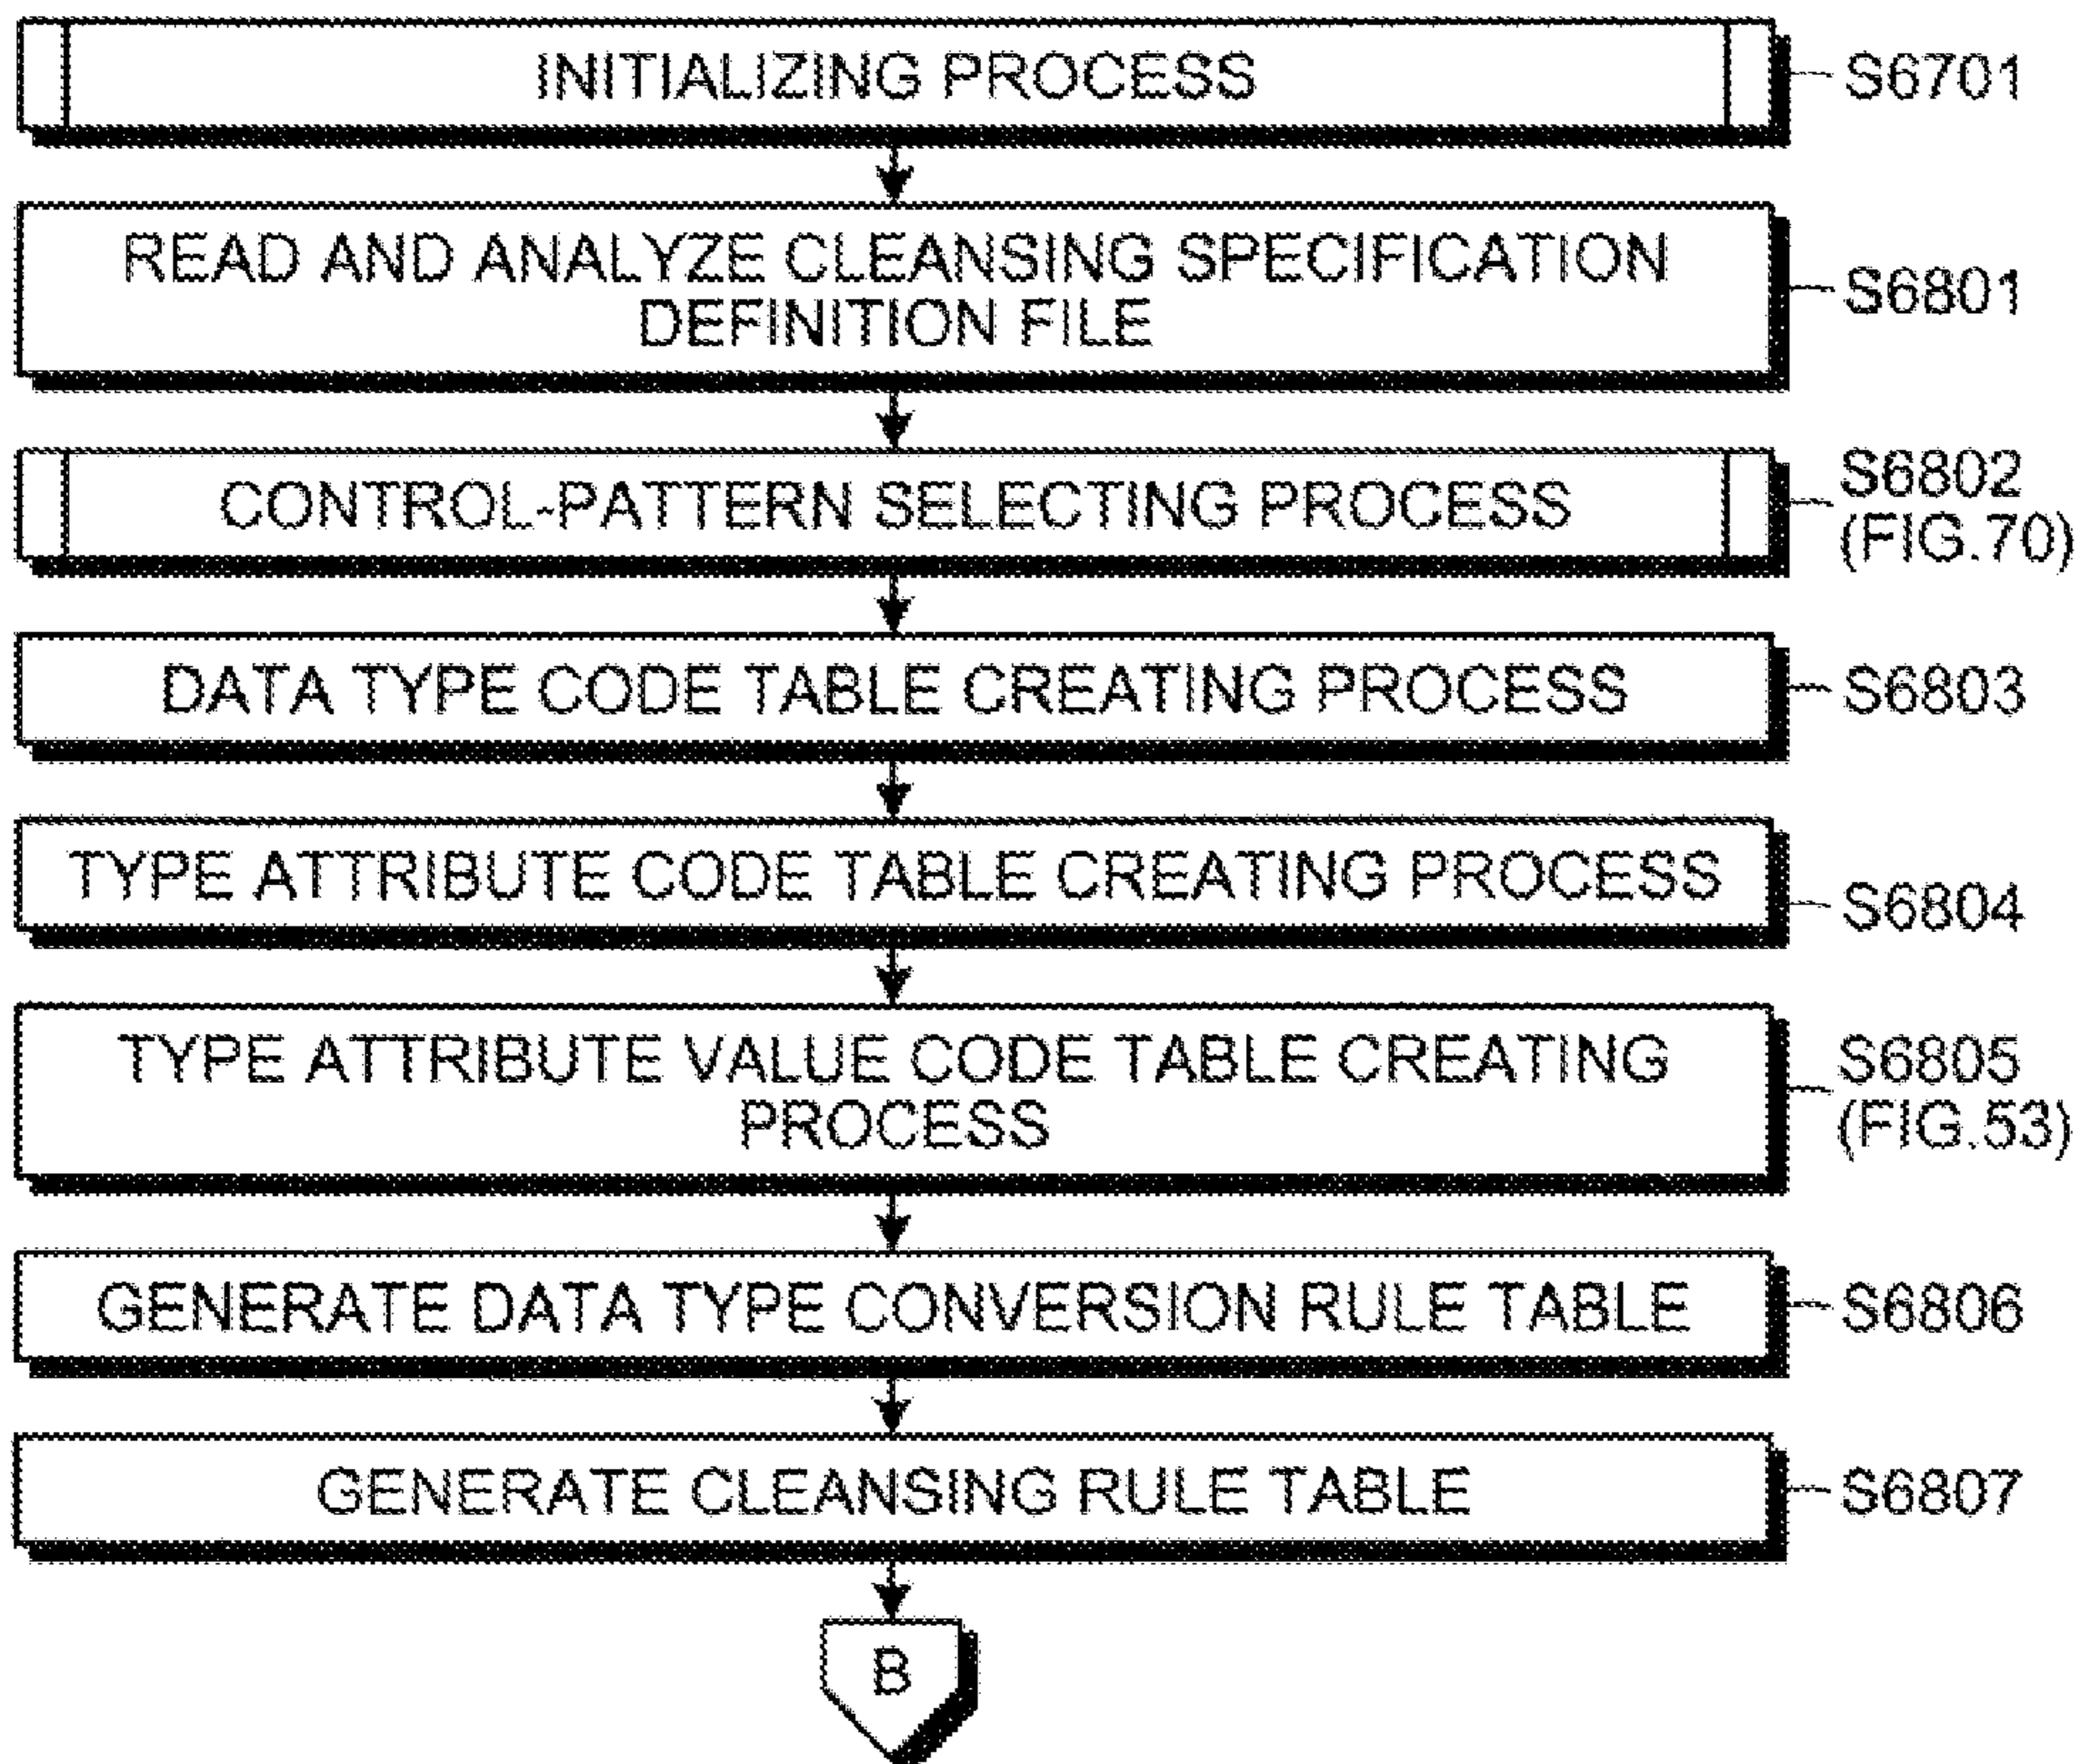 INITIALIZING PROCESS
S6701
READ AND ANALYZE CLEANSING SPECIFICATION
DEFINITION FILE
S6801
CONTROL-PATTERN SELECTING PROCESS
S6802
(FIG.70)
DATA TYPE CODE TABLE CREATING PROCESS
S6803
TYPE ATTRIBUTE CODE TABLE CREATING PROCESS
S6804
TYPE ATTRIBUTE VALUE CODE TABLE CREATING
PROCESS
S6805
(FIG.53)
GENERATE DATA TYPE CONVERSION RULE TABLE
S6806
GENERATE CLEANSING RULE TABLE
S6807
B